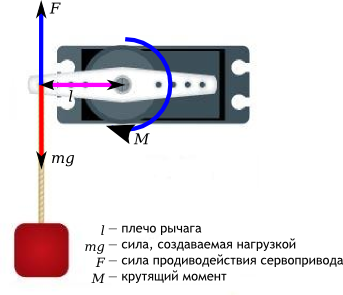 F
l
M
mg
l – плечо рычага
mg – сила, создаваемая нагрузкой
F – сила продиводействия сервопривода
M – крутящий момент